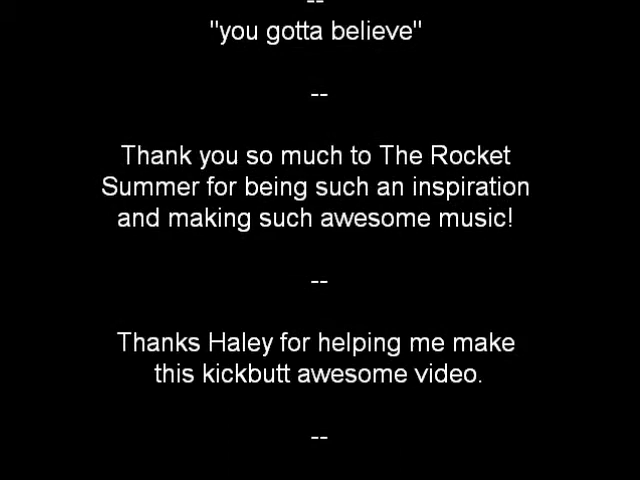 --
"you gotta believe"
--
Thank you so much to The Rocket
Summer for being such an inspiration
and making such awesome music!
--
Thanks Haley for helping me make
this kickbutt awesome video.
--